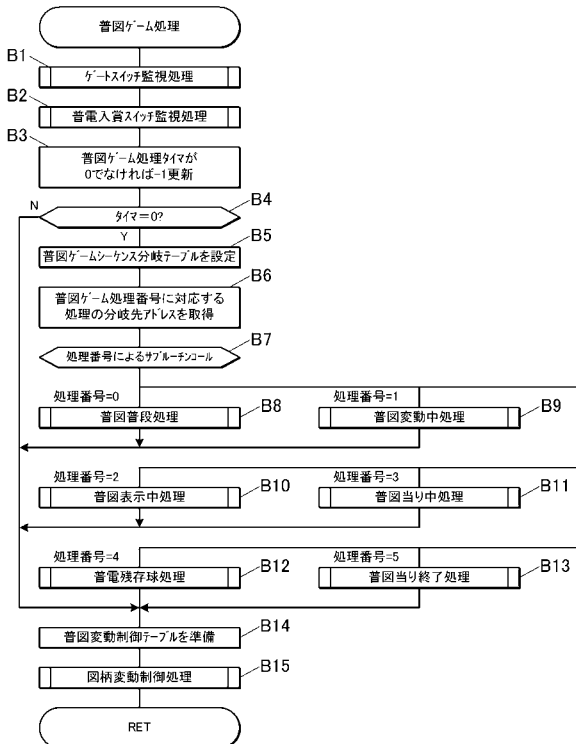 普図ゲーム処理
B1
ゲートスイッチ監視処理
B2
普電入賞スイッチ監視処理
B3
普図ゲーム処理タイマが
0でなければ-1更新
N
タイマ=0?
B4
Y
B5
普図ゲームシーケンス分岐テーブルを設定
B6
普図ゲーム処理番号に対応する
処理の分岐先アドレスを取得
B7
処理番号によるサブルーチンコール
処理番号=0
普図普段処理
B8
処理番号=1
普図変動中処理
B9
処理番号=2
普図表示中処理
B10
処理番号=3
普図当り中処理
B11
処理番号=4
普電残存球処理
B12
処理番号=5
普図当り終了処理
B13
普図変動制御テーブルを準備
B14
図柄変動制御処理
B15
RET